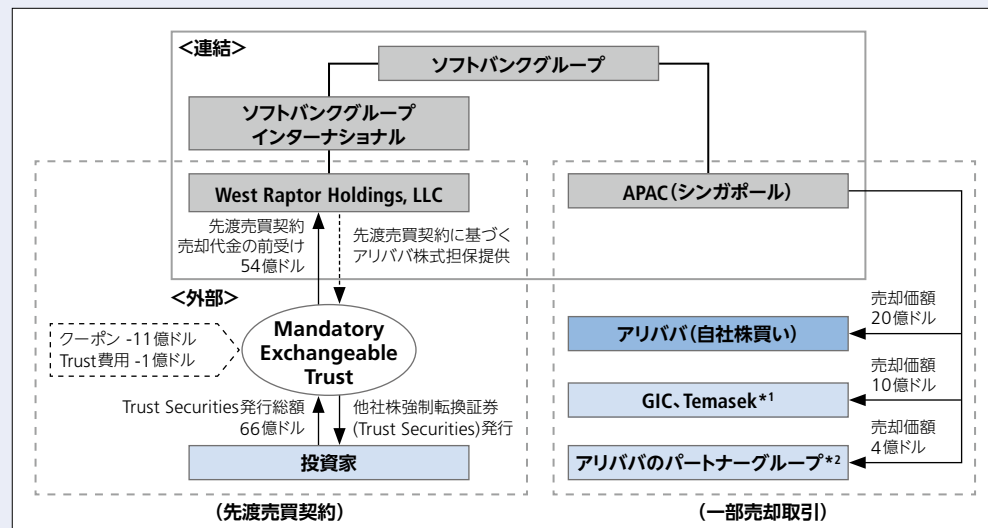 <連結>
ソフトバンクグループ
ソフトバンクグループ
インターナショナル
West Raptor Holdings, LLC
APAC(シンガポール)
先渡売買契約
売却代金の前受け
54億ドル
先渡売買契約に基づく
アリババ株式担保提供
<外部>
クーポン -11億ドル
Trust費用 -1億ドル
Mandatory
Exchangeable
Trust
Trust Securities発行総額
66億ドル
他社株強制転換証券
(Trust Securities)発行
投資家
(先渡売買契約)
売却価額
20億ドル
アリババ(自社株買い)
売却価額
10億ドル
GIC、Temasek*1
売却価額
4億ドル
アリババのパートナーグループ*2
(一部売却取引)